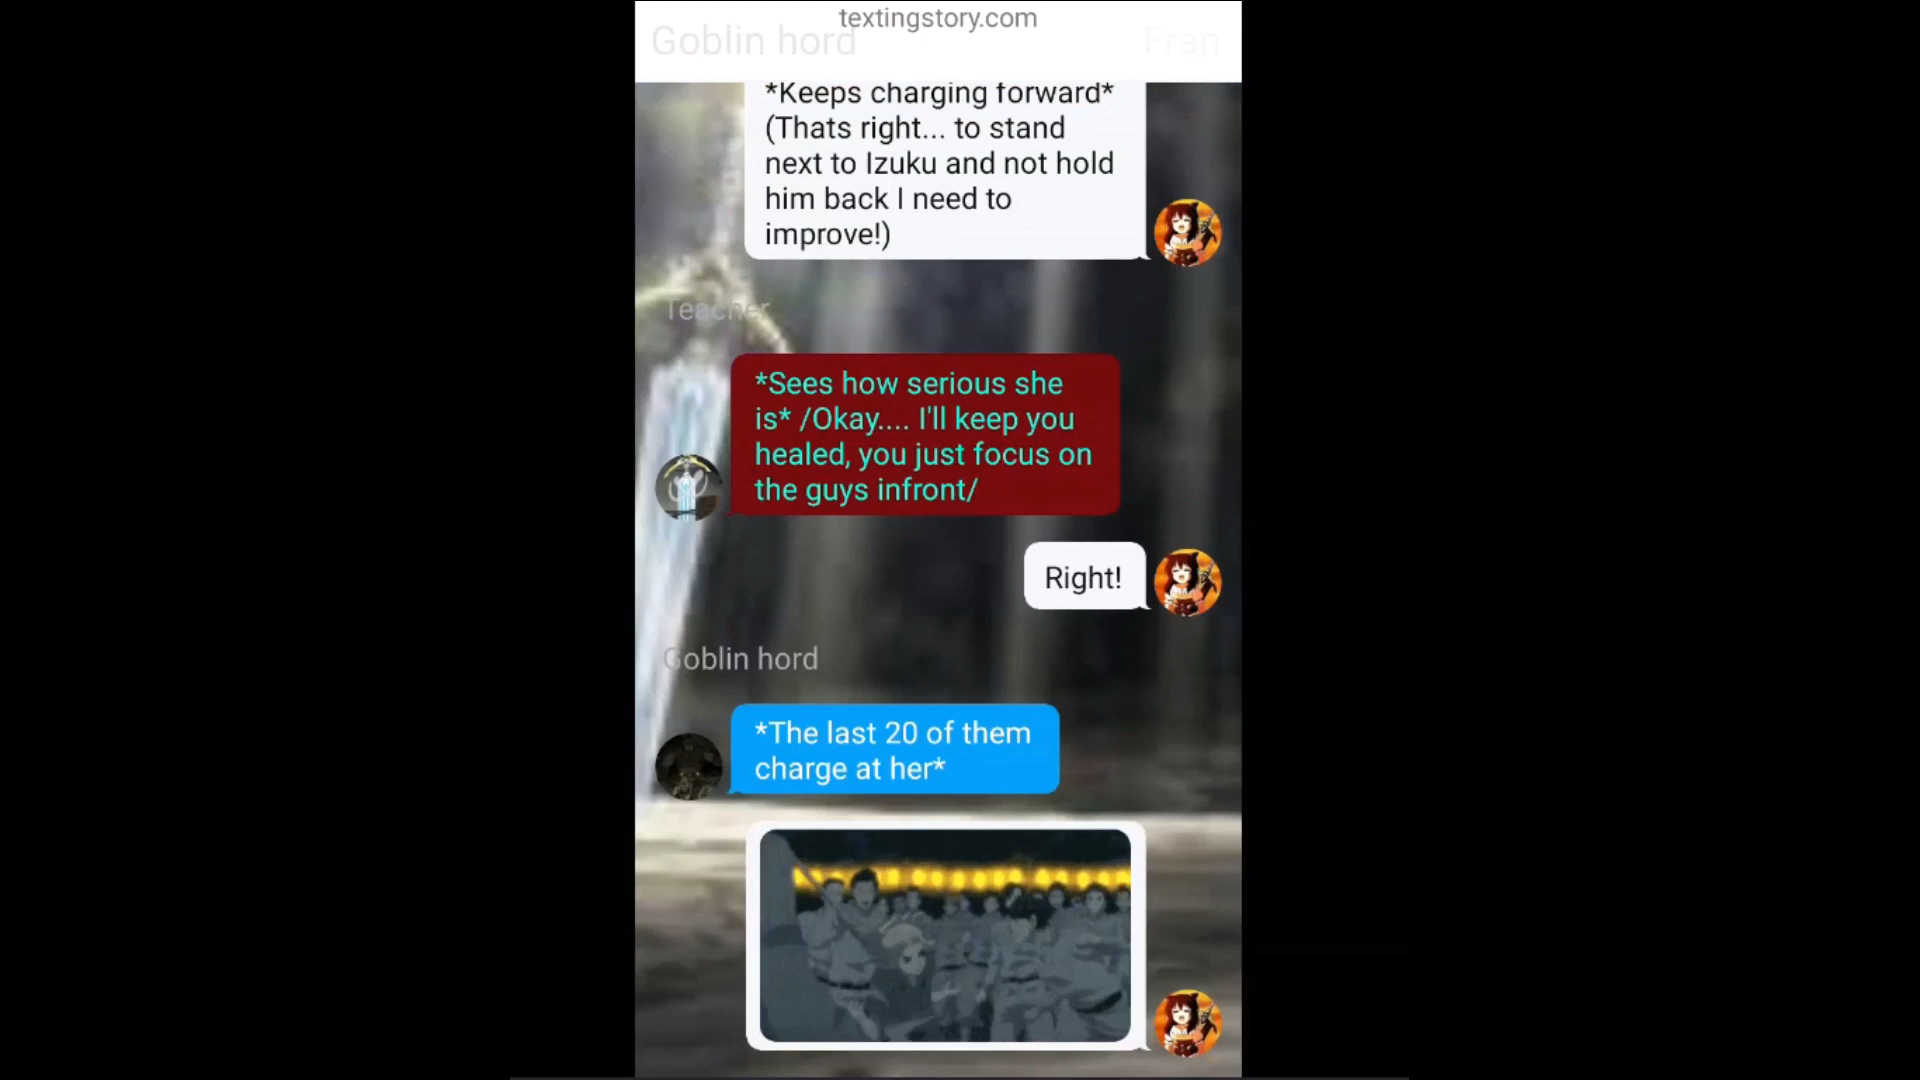 textingstory.com
Goblin hord
Fran
*Keeps charging forward*
(Thats right... to stand
next to Izuku and not hold
him back I need to
improve!)
Teacher
*Sees how serious she
is* /Okay.... I'll keep you
healed, you just focus on
the guys infront/
Right!
Goblin hord
*The last 20 of them
charge at her*